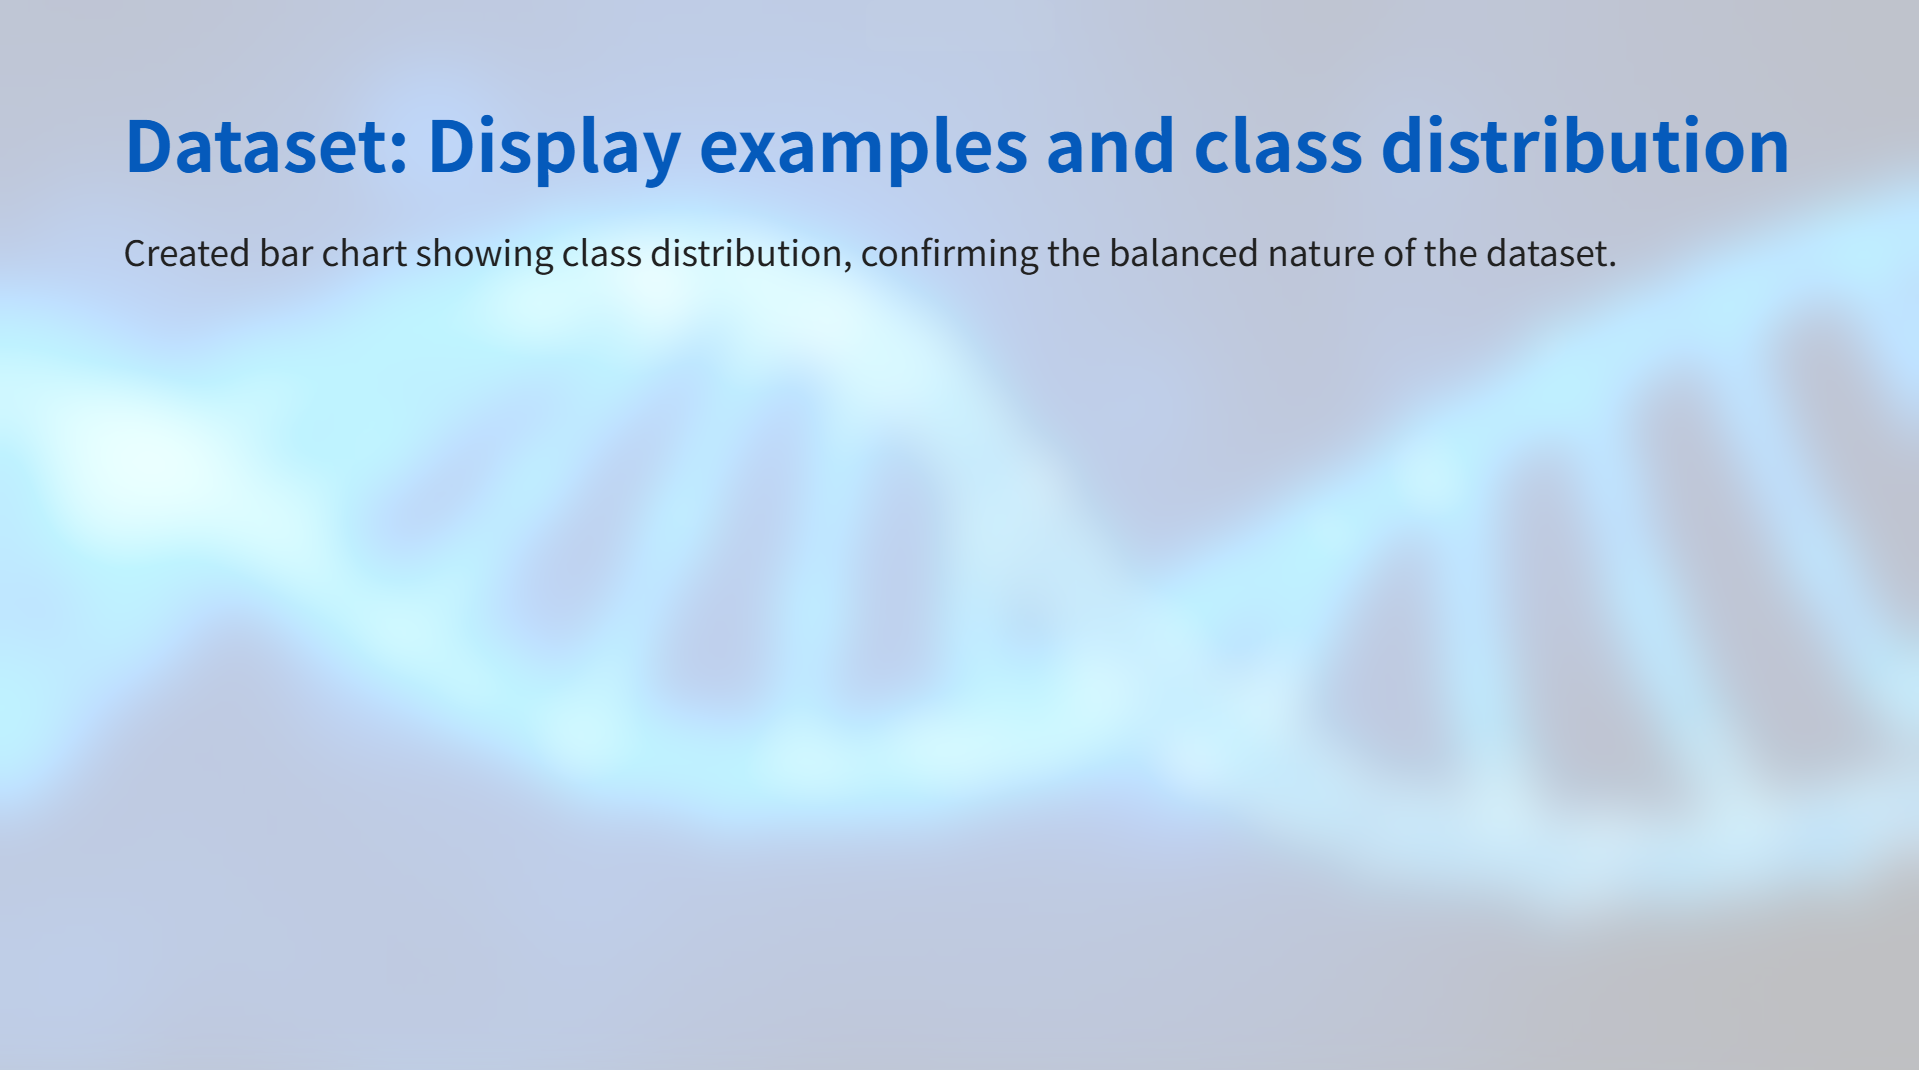 Dataset: Display examples and class distribution
Created bar chart showing class distribution, confirming the balanced nature of the dataset.